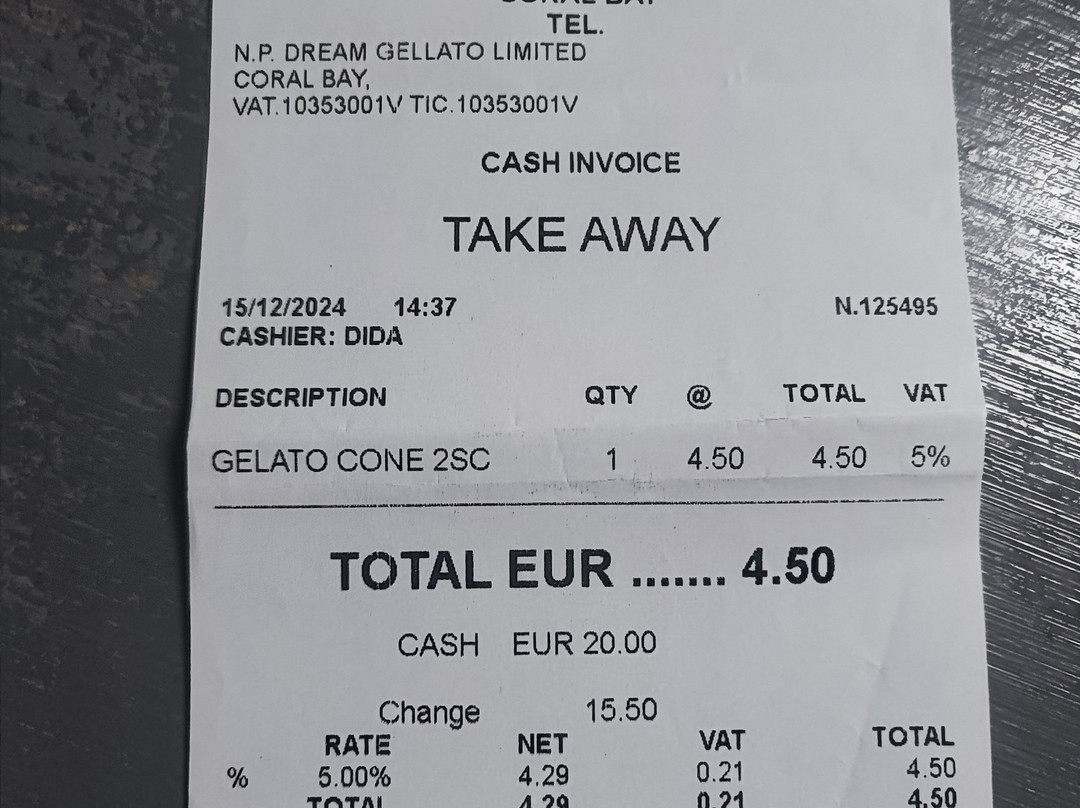 CORAL BAY
TEL.
N.P. DREAM GELLATO LIMITED
CORAL BAY,
VAT.10353001V TIC.10353001V
CASH INVOICE
TAKE AWAY
15/12/2024 14:37 N.125495
CASHIER: DIDA
DESCRIPTION QTY @ TOTAL VAT
GELATO CONE 2SC 1 4.50 4.50 5%
TOTAL EUR ....... 4.50
CASH EUR 20.00
Change 15.50
RATE NET VAT TOTAL
% 5.00% 4.29 0.21 4.50
TOTAL 4.29 0.21 4.50